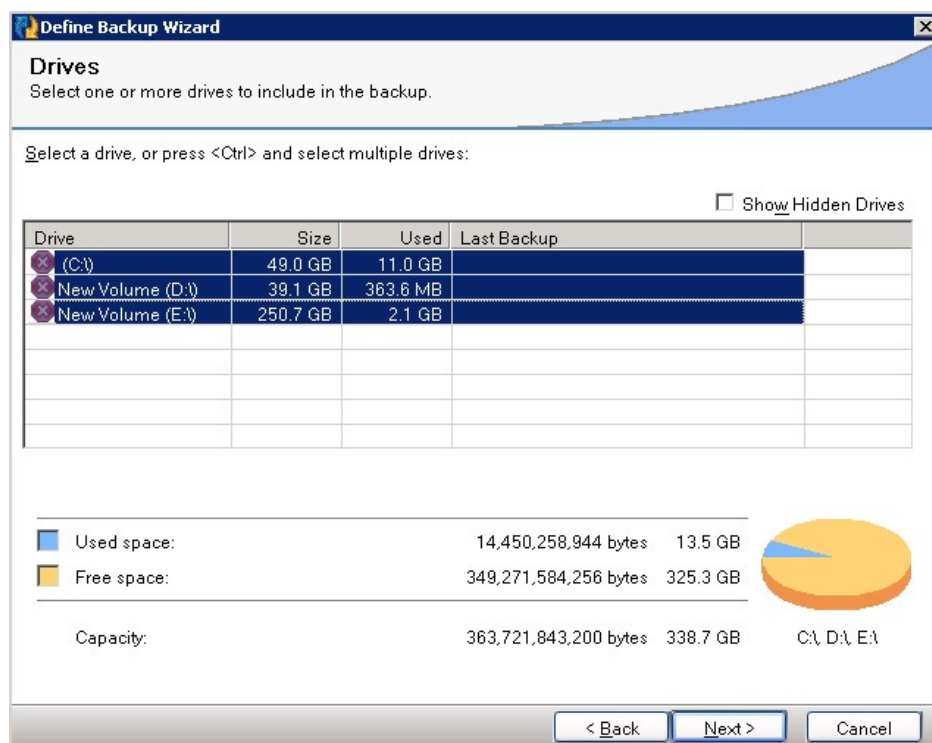 Define Backup Wizard
Drives
Select one or more drives to include in the backup.
Select a drive, or press <Ctrl> and select multiple drives:
Show Hidden Drives
Drive Size Used Last Backup
(C:\) 49.0 GB 11.0 GB
New Volume (D:\) 39.1 GB 363.6 MB
New Volume (E:\) 250.7 GB 2.1 GB
Used space: 14,450,258,944 bytes 13.5 GB
Free space: 349,271,584,256 bytes 325.3 GB
Capacity: 363,721,843,200 bytes 338.7 GB C:\, D:\, E:\
< Back Next > Cancel